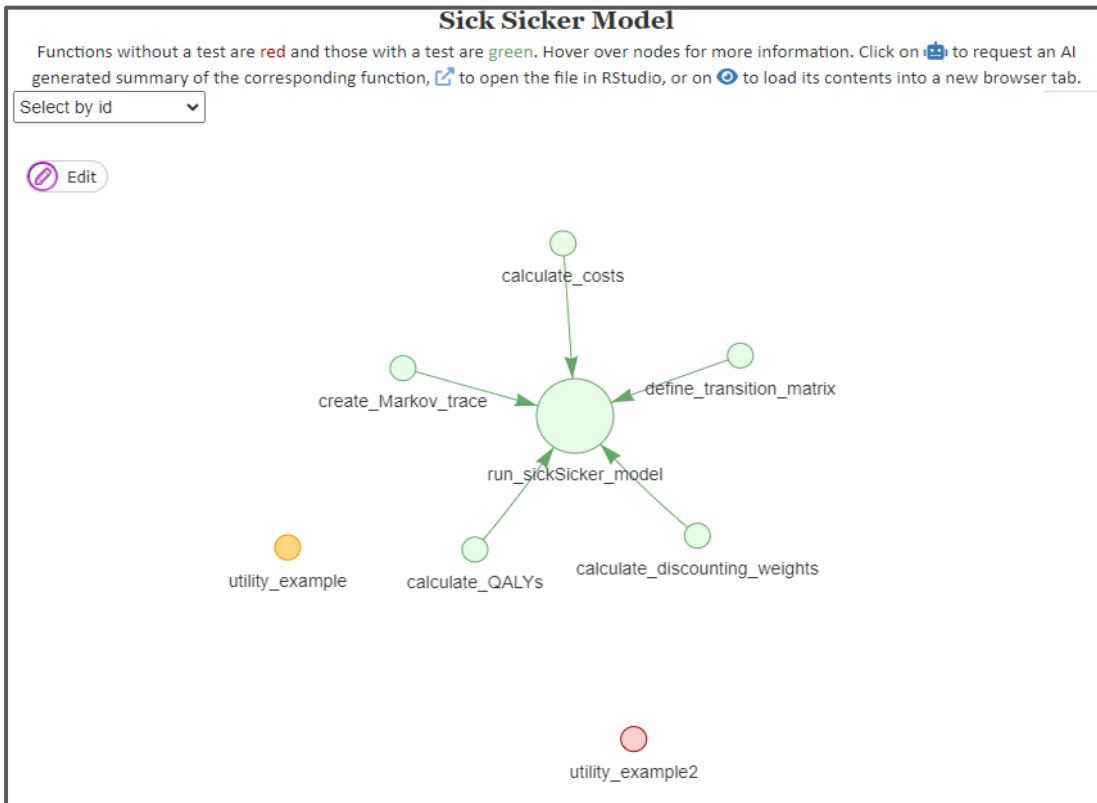 Sick Sicker Model
Functions without a test are red and those with a test are green. Hover over nodes for more information. Click on to request an AI
generated summary of the corresponding function, to open the file in RStudio, or on to load its contents into a new browser tab.
Select by id
Edit
calculate_costs
define_transition_matrix
create_Markov_trace
run_sickSicker_model
calculate_discounting_weights
utility_example
calculate_QALYs
utility_example2